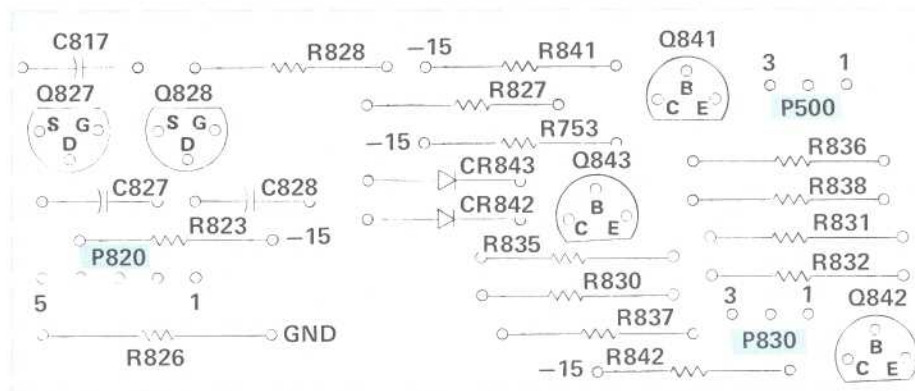 C817
R828
−15
R841
Q841
3
1
P500
Q827
S G
D
Q828
S G
D
R827
B
C E
−15
R753
R836
CR843
Q843
B
C E
R838
C827
C828
CR842
R823
−15
R831
P820
R835
R832
5
1
R830
3
1
Q842
B
C E
GND
R826
R837
P830
−15
R842